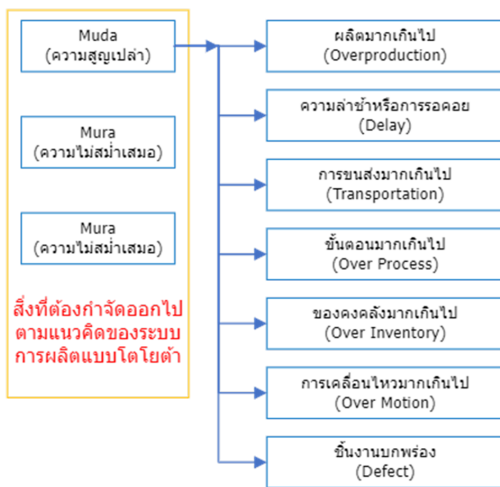 Muda
(ความสูญเปล่า)
Mura
(ความไม่สม่ำเสมอ)
Mura
(ความไม่สม่ำเสมอ)
สิ่งที่ต้องกำจัดออกไป
ตามแนวคิดของระบบ
การผลิตแบบโตโยต้า
ผลิตมากเกินไป
(Overproduction)
ความล่าช้าหรือการรอคอย
(Delay)
การขนส่งมากเกินไป
(Transportation)
ขั้นตอนมากเกินไป
(Over Process)
ของคงคลังมากเกินไป
(Over Inventory)
การเคลื่อนไหวมากเกินไป
(Over Motion)
ชิ้นงานบกพร่อง
(Defect)